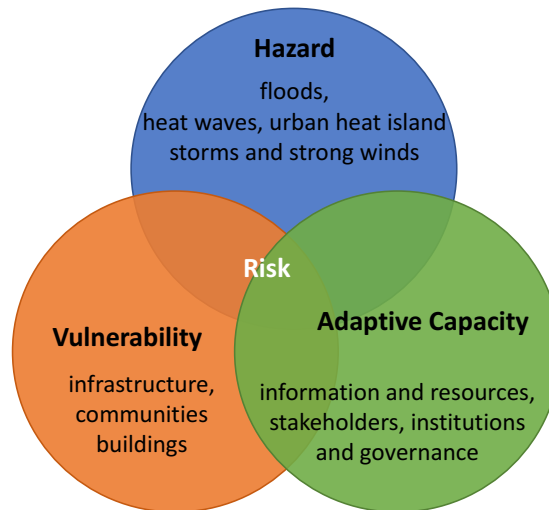 Hazard
floods,
heat waves, urban heat island
storms and strong winds
Risk
Vulnerability
infrastructure,
communities
buildings
Adaptive Capacity
information and resources,
stakeholders, institutions
and governance